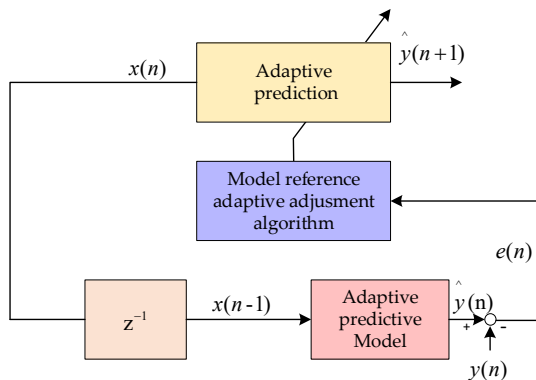 x(n)
Adaptive
prediction
ŷ(n+1)
Model reference
adaptive adjusment
algorithm
e(n)
z⁻¹
x(n-1)
Adaptive
predictive
Model
ŷ(n)
+
-
y(n)